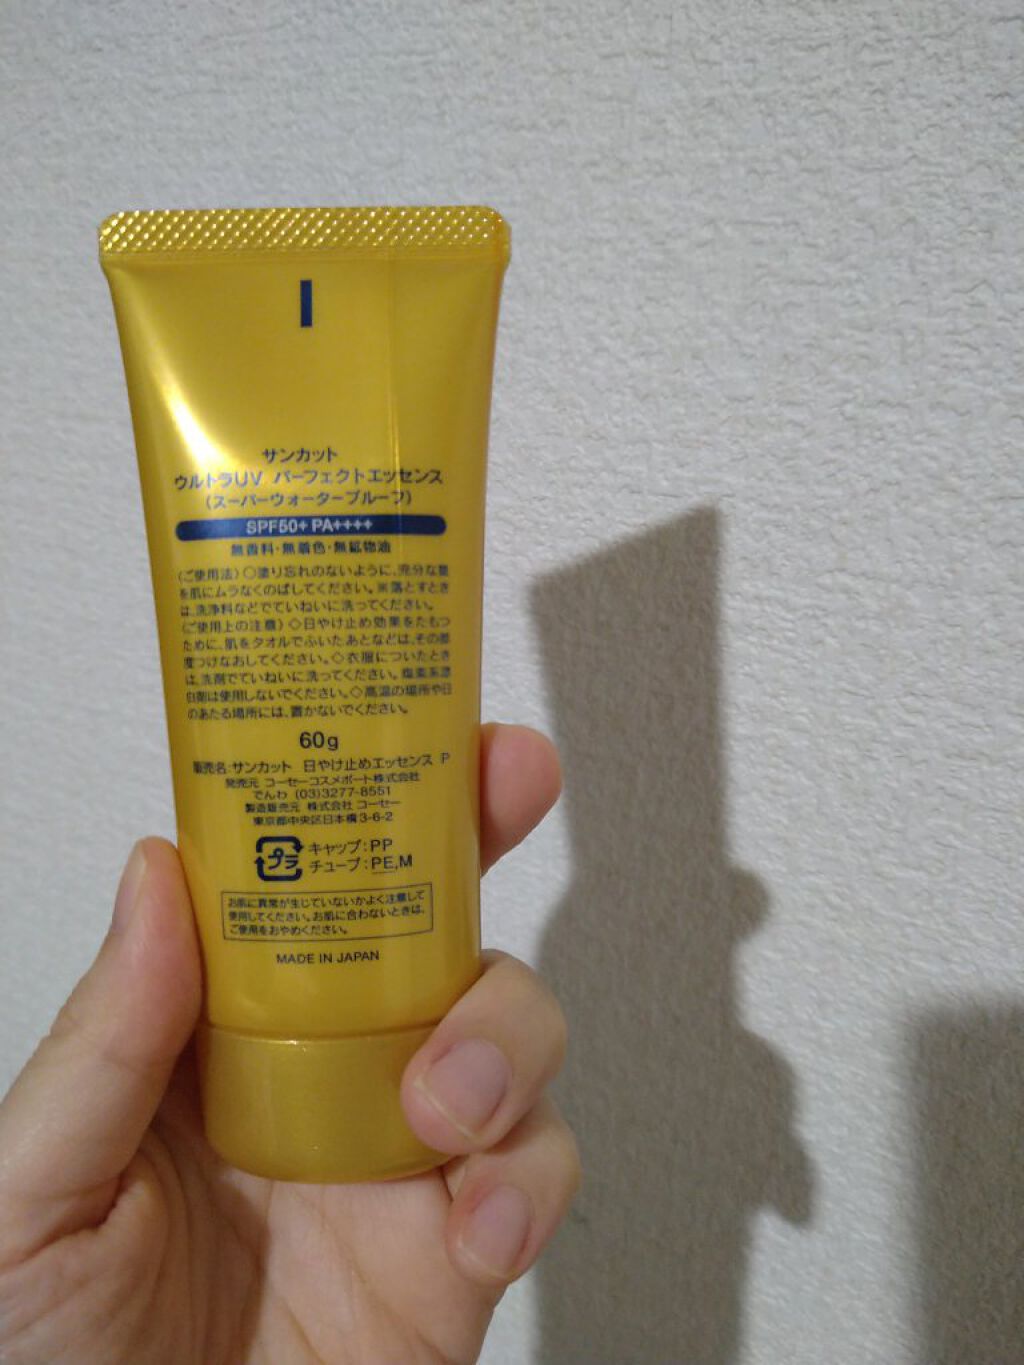 サンカット
ウルトラUV パーフェクトエッセンス
(スーパーウォータープルーフ)
SPF50+ PA++++
無香料・無着色・無鉱物油
〈ご使用法〉○塗り忘れのないように、充分な量
を肌にムラなくのばしてください。※落とすとき
は、洗浄料などでていねいに洗ってください。
〈ご使用上の注意〉◇日やけ止め効果をたもつ
ために、肌をタオルでふいたあとなどは、その都
度つけなおしてください。◇衣服についたとき
は、洗剤でていねいに洗ってください。塩素系漂
白剤は使用しないでください。◇高温の場所や日
のあたる場所には、置かないでください。
60g
販売名:サンカット 日やけ止めエッセンス P
発売元 コーセーコスメポート株式会社
でんわ (03)3277-8551
製造販売元 株式会社 コーセー
東京都中央区日本橋3-6-2
プラ
キャップ:PP
チューブ:PE,M
お肌に異常が生じていないかよく注意して
使用してください。お肌に合わないときは、
ご使用をおやめください。
MADE IN JAPAN